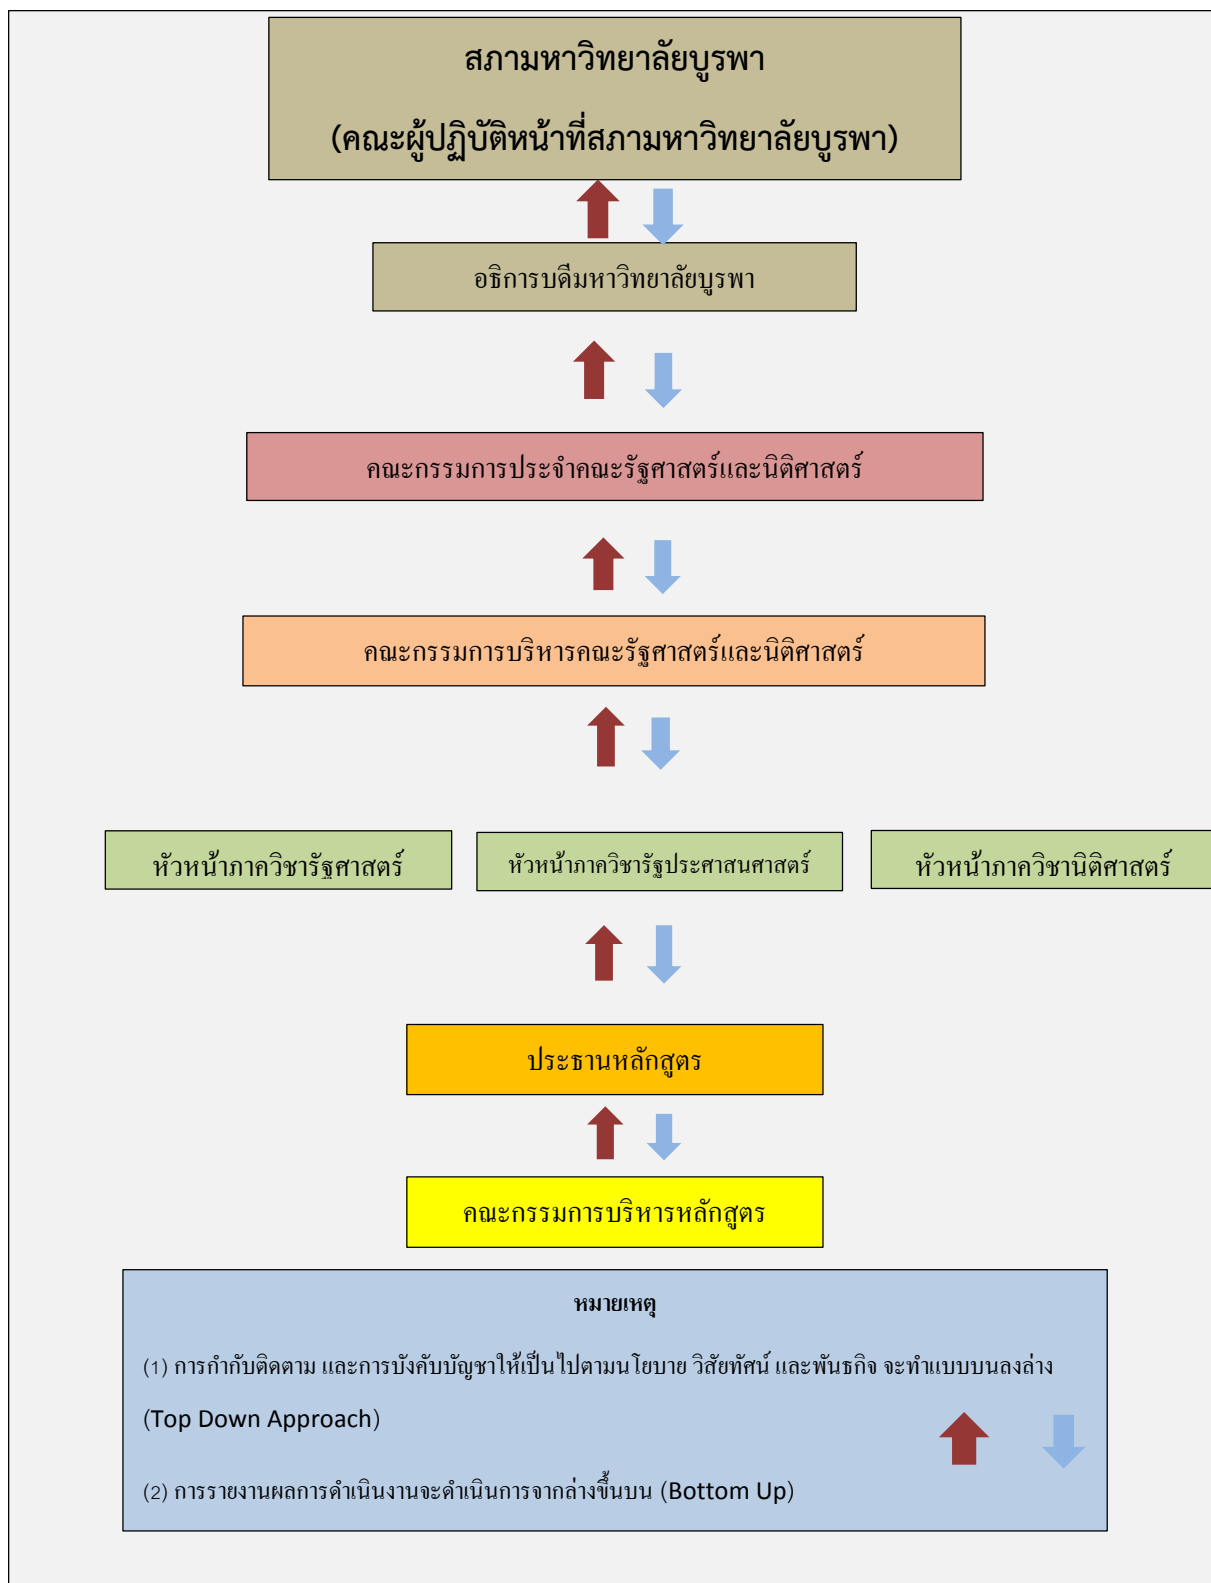 สภามหาวิทยาลัยบูรพา
(คณะผู้ปฏิบัติหน้าที่สภามหาวิทยาลัยบูรพา)
อธิการบดีมหาวิทยาลัยบูรพา
คณะกรรมการประจำคณะรัฐศาสตร์และนิติศาสตร์
คณะกรรมการบริหารคณะรัฐศาสตร์และนิติศาสตร์
หัวหน้าภาควิชารัฐศาสตร์
หัวหน้าภาควิชารัฐประศาสนศาสตร์
หัวหน้าภาควิชานิติศาสตร์
ประธานหลักสูตร
คณะกรรมการบริหารหลักสูตร
หมายเหตุ
(1) การกำกับติดตาม และการบังคับบัญชาให้เป็นไปตามนโยบาย วิสัยทัศน์ และพันธกิจ จะทำแบบบนลงล่าง
(Top Down Approach)
(2) การรายงานผลการดำเนินงานจะดำเนินการจากล่างขึ้นบน (Bottom Up)